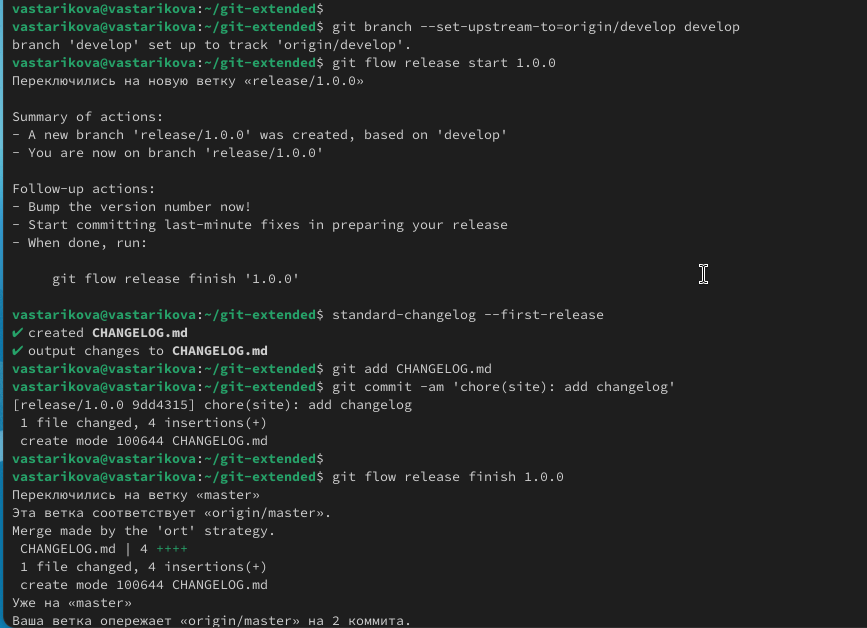 vastarikova@vastarikova:~/git-extended$
vastarikova@vastarikova:~/git-extended$ git branch --set-upstream-to=origin/develop develop
branch 'develop' set up to track 'origin/develop'.
vastarikova@vastarikova:~/git-extended$ git flow release start 1.0.0
Переключились на новую ветку «release/1.0.0»
Summary of actions:
- A new branch 'release/1.0.0' was created, based on 'develop'
- You are now on branch 'release/1.0.0'
Follow-up actions:
- Bump the version number now!
- Start committing last-minute fixes in preparing your release
- When done, run:
git flow release finish '1.0.0'
vastarikova@vastarikova:~/git-extended$ standard-changelog --first-release
✔ created CHANGELOG.md
✔ output changes to CHANGELOG.md
vastarikova@vastarikova:~/git-extended$ git add CHANGELOG.md
vastarikova@vastarikova:~/git-extended$ git commit -am 'chore(site): add changelog'
[release/1.0.0 9dd4315] chore(site): add changelog
1 file changed, 4 insertions(+)
create mode 100644 CHANGELOG.md
vastarikova@vastarikova:~/git-extended$
vastarikova@vastarikova:~/git-extended$ git flow release finish 1.0.0
Переключились на ветку «master»
Эта ветка соответствует «origin/master».
Merge made by the 'ort' strategy.
CHANGELOG.md | 4 ++++
1 file changed, 4 insertions(+)
create mode 100644 CHANGELOG.md
Уже на «master»
Ваша ветка опережает «origin/master» на 2 коммита.